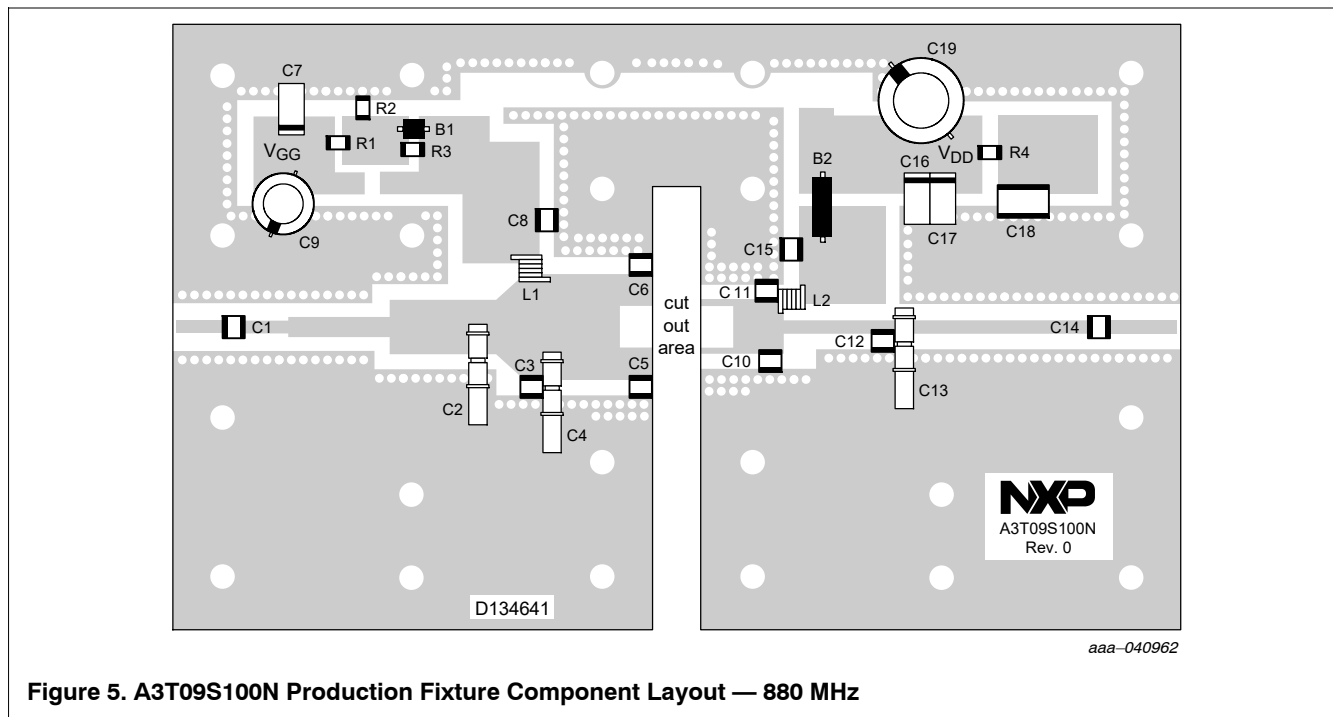 C7
C19
R2
B1
R1
R3
VGG
VDD
R4
C16
B2
C8
C9
C17
C18
C15
L1
C6
C11
L2
cut
out
area
C1
C12
C14
C3
C5
C10
C2
C4
C13
NXP
A3T09S100N
Rev. 0
D134641
aaa–040962
Figure 5. A3T09S100N Production Fixture Component Layout — 880 MHz